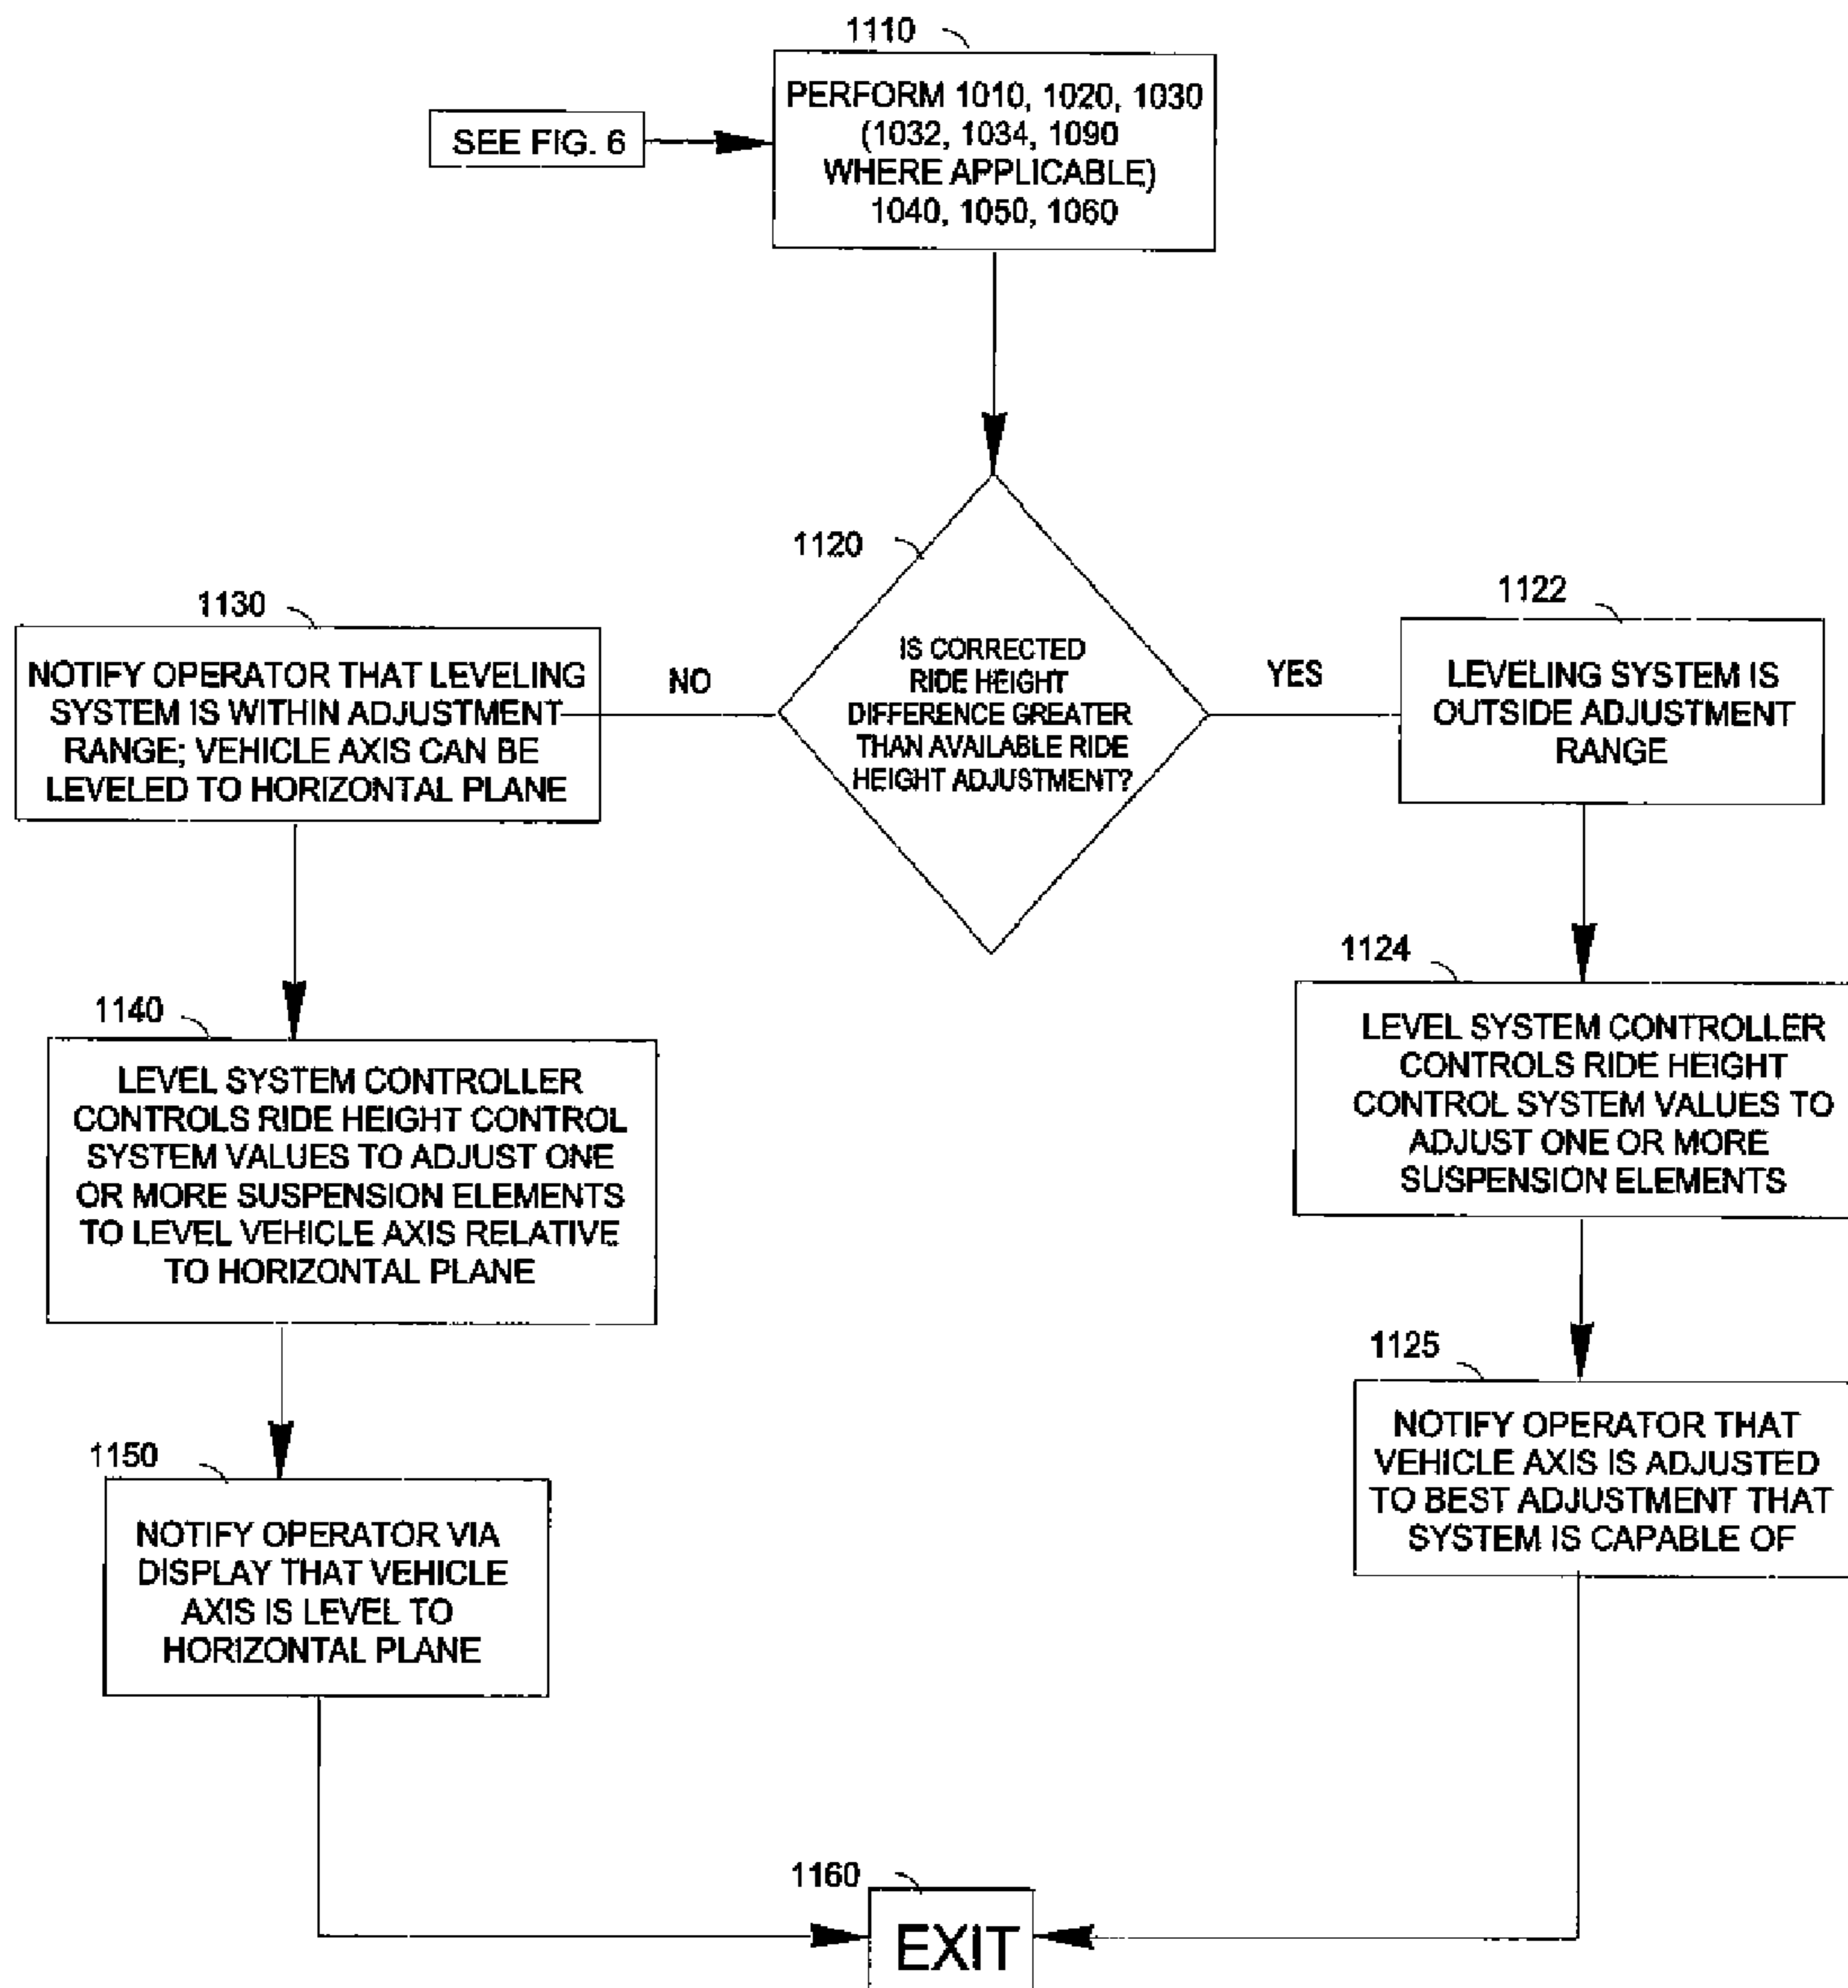 1110
PERFORM 1010, 1020, 1030
(1032, 1034, 1090
WHERE APPLICABLE)
1040, 1050, 1060
SEE FIG. 6
1120
IS CORRECTED
RIDE HEIGHT
DIFFERENCE GREATER
THAN AVAILABLE RIDE
HEIGHT ADJUSTMENT?
NO
YES
1130
NOTIFY OPERATOR THAT LEVELING
SYSTEM IS WITHIN ADJUSTMENT
RANGE; VEHICLE AXIS CAN BE
LEVELED TO HORIZONTAL PLANE
1122
LEVELING SYSTEM IS
OUTSIDE ADJUSTMENT
RANGE
1140
LEVEL SYSTEM CONTROLLER
CONTROLS RIDE HEIGHT CONTROL
SYSTEM VALUES TO ADJUST ONE
OR MORE SUSPENSION ELEMENTS
TO LEVEL VEHICLE AXIS RELATIVE
TO HORIZONTAL PLANE
1124
LEVEL SYSTEM CONTROLLER
CONTROLS RIDE HEIGHT
CONTROL SYSTEM VALUES TO
ADJUST ONE OR MORE
SUSPENSION ELEMENTS
1150
NOTIFY OPERATOR VIA
DISPLAY THAT VEHICLE
AXIS IS LEVEL TO
HORIZONTAL PLANE
1125
NOTIFY OPERATOR THAT
VEHICLE AXIS IS ADJUSTED
TO BEST ADJUSTMENT THAT
SYSTEM IS CAPABLE OF
1160
EXIT